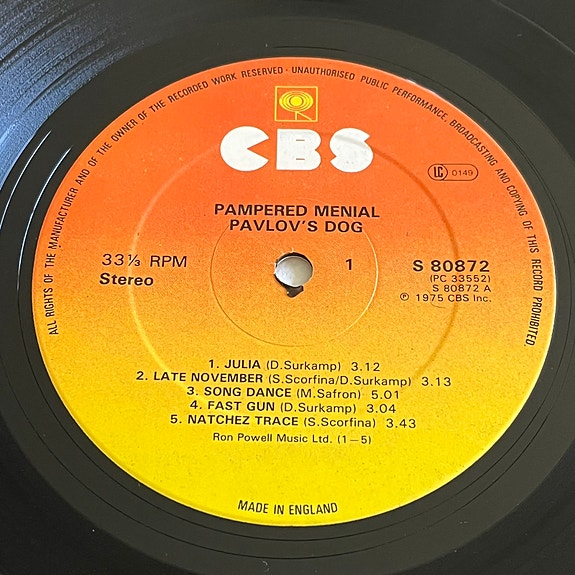 ALL RIGHTS OF THE MANUFACTURER AND OF THE OWNER OF THE RECORDED WORK RESERVED · UNAUTHORISED PUBLIC PERFORMANCE, BROADCASTING AND COPYING OF THIS RECORD PROHIBITED.
CBS
LC 0149
PAMPERED MENIAL
PAVLOV'S DOG
33⅓ RPM
Stereo
1
S 80872
(PC 33552)
S 80872 A
℗ 1975 CBS Inc.
1. JULIA (D.Surkamp) 3.12
2. LATE NOVEMBER (S.Scorfina/D.Surkamp) 3.13
3. SONG DANCE (M.Safron) 5.01
4. FAST GUN (D.Surkamp) 3.04
5. NATCHEZ TRACE (S.Scorfina) 3.43
Ron Powell Music Ltd. (1—5)
MADE IN ENGLAND